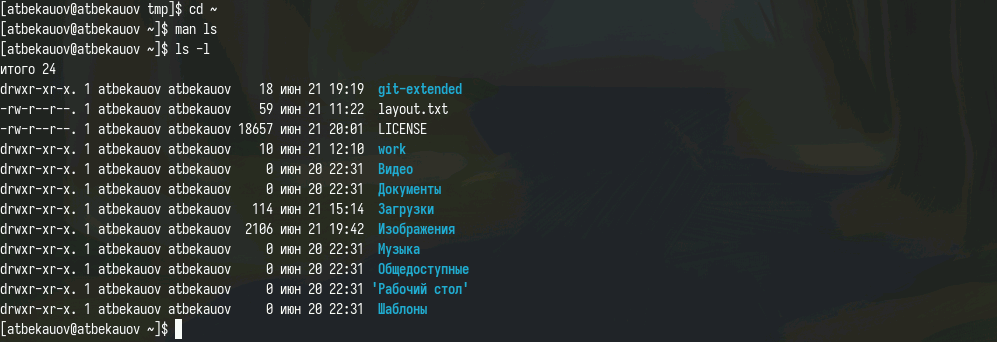 [atbekauov@atbekauov tmp]$ cd ~
[atbekauov@atbekauov ~]$ man ls
[atbekauov@atbekauov ~]$ ls -l
итого 24
drwxr-xr-x. 1 atbekauov atbekauov    18 июн 21 19:19  git-extended
-rw-r--r--. 1 atbekauov atbekauov    59 июн 21 11:22  layout.txt
-rw-r--r--. 1 atbekauov atbekauov 18657 июн 21 20:01  LICENSE
drwxr-xr-x. 1 atbekauov atbekauov    10 июн 21 12:10  work
drwxr-xr-x. 1 atbekauov atbekauov     0 июн 20 22:31  Видео
drwxr-xr-x. 1 atbekauov atbekauov     0 июн 20 22:31  Документы
drwxr-xr-x. 1 atbekauov atbekauov   114 июн 21 15:14  Загрузки
drwxr-xr-x. 1 atbekauov atbekauov  2106 июн 21 19:42  Изображения
drwxr-xr-x. 1 atbekauov atbekauov     0 июн 20 22:31  Музыка
drwxr-xr-x. 1 atbekauov atbekauov     0 июн 20 22:31  Общедоступные
drwxr-xr-x. 1 atbekauov atbekauov     0 июн 20 22:31 'Рабочий стол'
drwxr-xr-x. 1 atbekauov atbekauov     0 июн 20 22:31  Шаблоны
[atbekauov@atbekauov ~]$